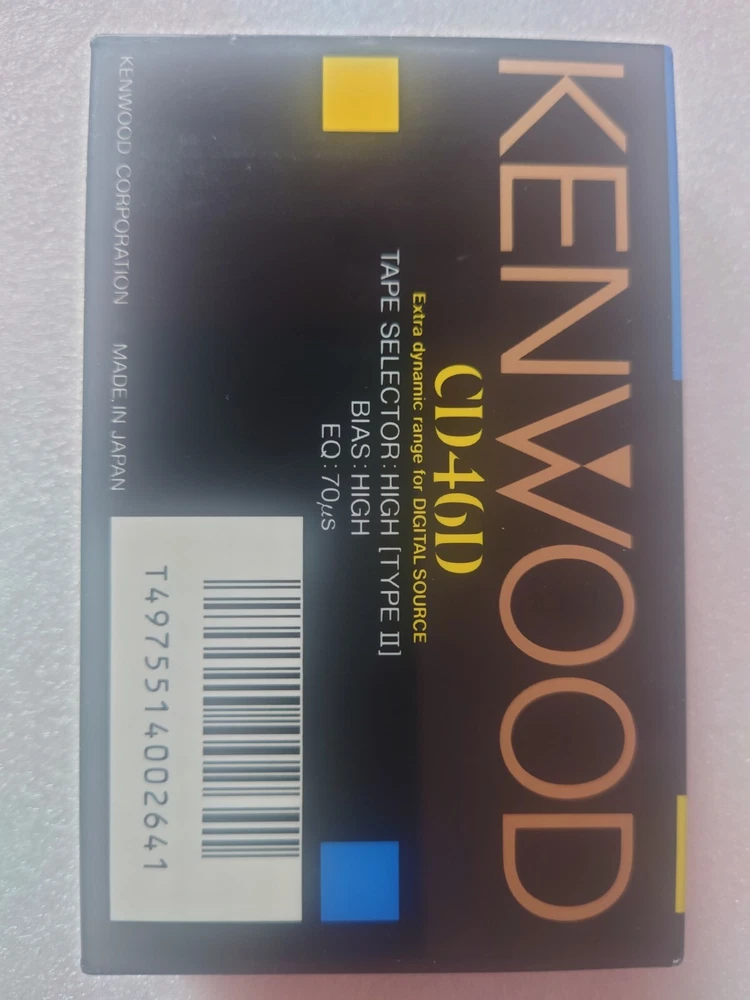 KENWOOD
CD46D
Extra dynamic range for DIGITAL SOURCE
TAPE SELECTOR:HIGH [TYPE II]
BIAS:HIGH
EQ:70μs
T4975514002641
KENWOOD CORPORATION MADE IN JAPAN